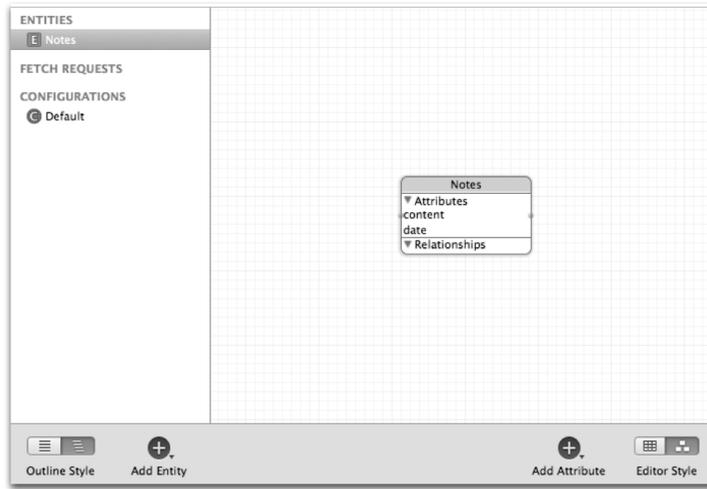 ENTITIES
E Notes
FETCH REQUESTS
CONFIGURATIONS
C Default
Notes
Attributes
content
date
Relationships
Outline Style
Add Entity
Add Attribute
Editor Style